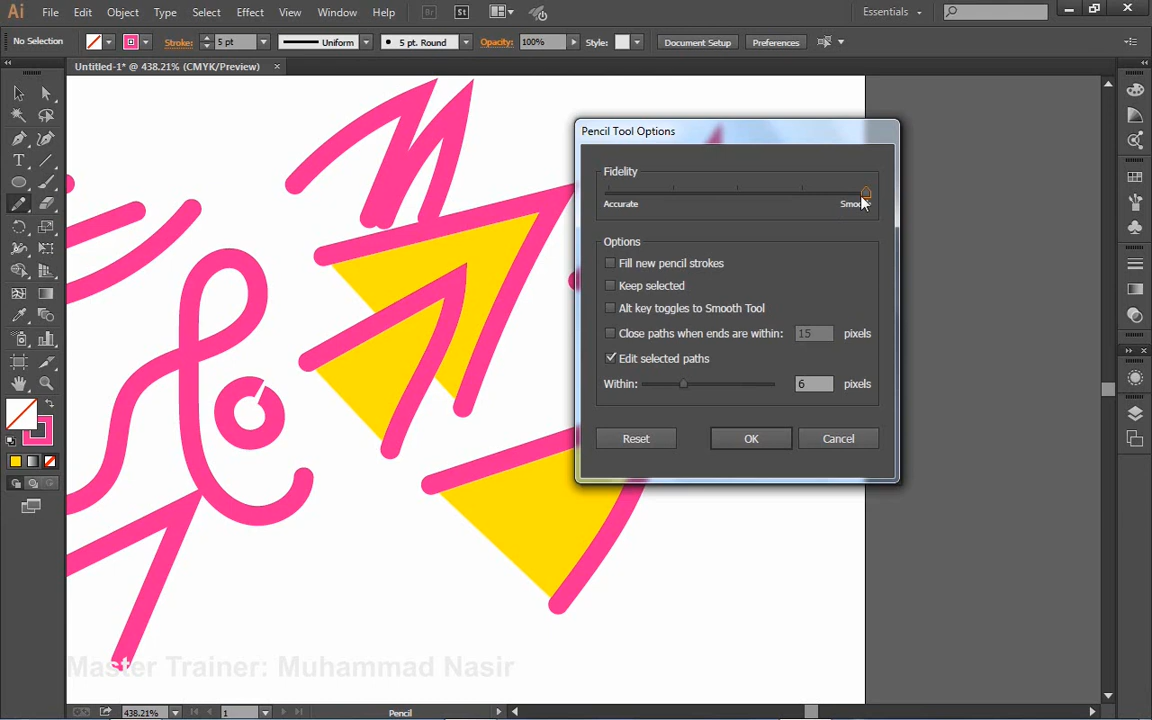 Ai File Edit Object Type Select Effect View Window Help Br St Essentials
No Selection Stroke: 5 pt Uniform 5 pt. Round Opacity: 100% Style: Document Setup Preferences
Untitled-1* @ 438.21% (CMYK/Preview) ×
Pencil Tool Options
Fidelity
Accurate
Options
Fill new pencil strokes
Keep selected
Alt key toggles to Smooth Tool
Close paths when ends are within: 15 pixels
Edit selected paths
Within: 6 pixels
Reset OK Cancel
Master Trainer: Muhammad Nasir
438.21% 1 Pencil